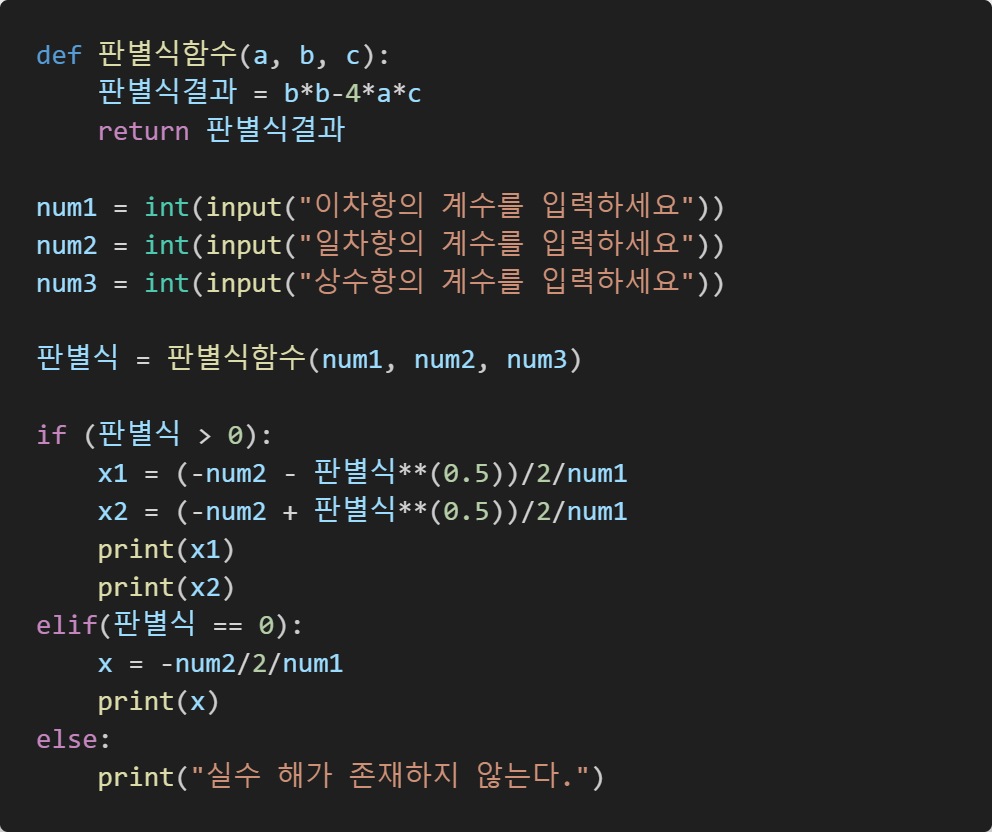 def 판별식함수(a, b, c):
    판별식결과 = b*b-4*a*c
    return 판별식결과

num1 = int(input("이차항의 계수를 입력하세요"))
num2 = int(input("일차항의 계수를 입력하세요"))
num3 = int(input("상수항의 계수를 입력하세요"))

판별식 = 판별식함수(num1, num2, num3)

if (판별식 > 0):
    x1 = (-num2 - 판별식**(0.5))/2/num1
    x2 = (-num2 + 판별식**(0.5))/2/num1
    print(x1)
    print(x2)
elif(판별식 == 0):
    x = -num2/2/num1
    print(x)
else:
    print("실수 해가 존재하지 않는다.")